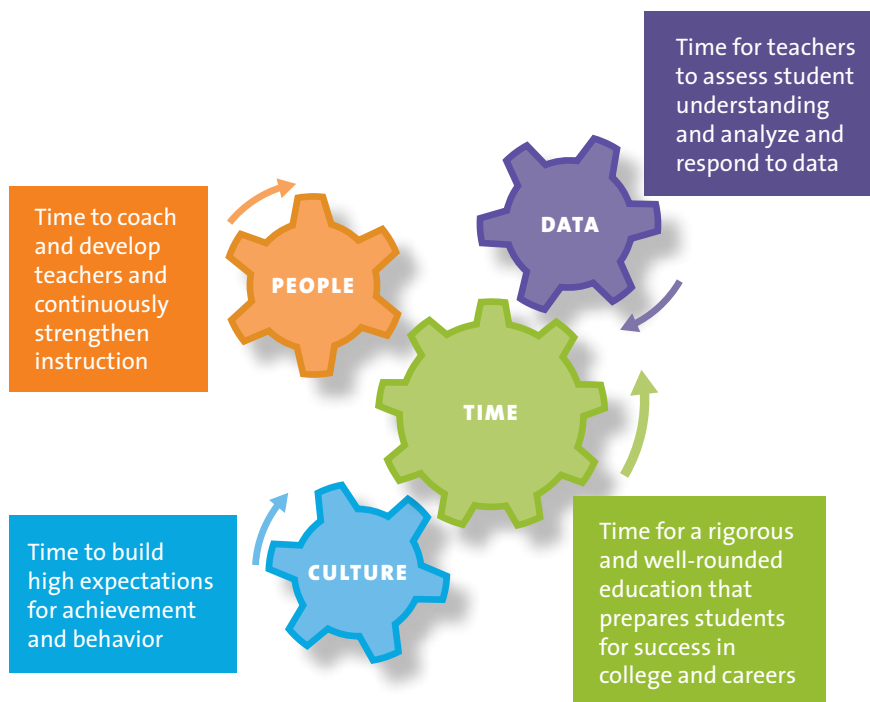 Time for teachers
to assess student
understanding
and analyze and
respond to data
DATA
Time to coach
and develop
teachers and
continuously
strengthen
instruction
PEOPLE
TIME
Time to build
high expectations
for achievement
and behavior
CULTURE
Time for a rigorous
and well-rounded
education that
prepares students
for success in
college and careers